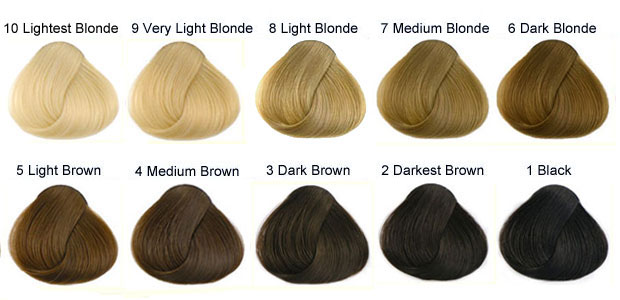 10 Lightest Blonde 9 Very Light Blonde 8 Light Blonde 7 Medium Blonde 6 Dark Blonde
5 Light Brown 4 Medium Brown 3 Dark Brown 2 Darkest Brown 1 Black